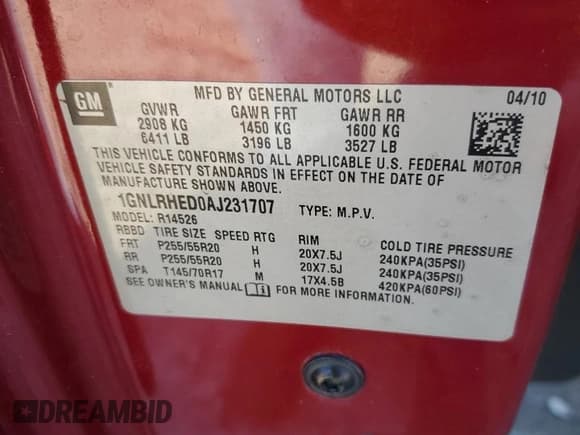 GM
MFD BY GENERAL MOTORS LLC
04/10
GVWR GAWR FRT GAWR RR
2908 KG 1450 KG 1600 KG
6411 LB 3196 LB 3527 LB
THIS VEHICLE CONFORMS TO ALL APPLICABLE U.S. FEDERAL MOTOR
VEHICLE SAFETY STANDARDS IN EFFECT ON THE DATE OF
MANUFACTURE SHOWN ABOVE.
1GNLRHED0AJ231707 TYPE: M.P.V.
MODEL: R14526
RBBD TIRE SIZE SPEED RTG RIM COLD TIRE PRESSURE
FRT P255/55R20 H 20X7.5J 240KPA(35PSI)
RR P255/55R20 H 20X7.5J 240KPA(35PSI)
SPA T145/70R17 M 17X4.5B 420KPA(60PSI)
SEE OWNER'S MANUAL FOR MORE INFORMATION.
DREAMBID